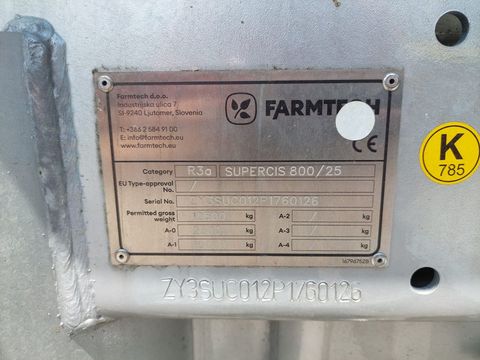 Farmtech d.o.o.
Industrijska ulica 7
SI-9240 Ljutomer, Slovenia
T: +386 2 584 91 00
E: info@farmtech.eu
www.farmtech.eu
FARMTECH
CE
Category R3a SUPERCIS 800/25
EU Type-approval No. /
Serial No. ZY3SUC012P1760126
Permitted gross weight kg A-2 / kg
A-0 kg A-3 / kg
A-1 kg A-4 kg
K
785
ZY3SUC012P1760126